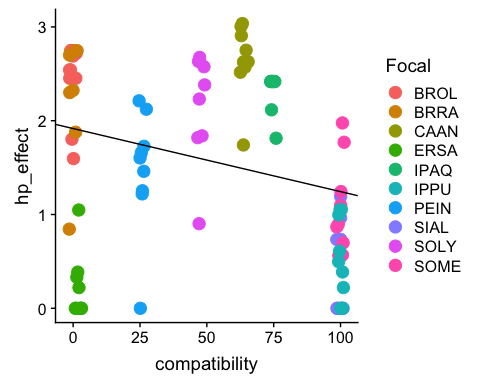 hp_effect
3
2
1
0
0
25
50
75
100
compatibility
Focal
BROL
BRRA
CAAN
ERSA
IPAQ
IPPU
PEIN
SIAL
SOLY
SOME